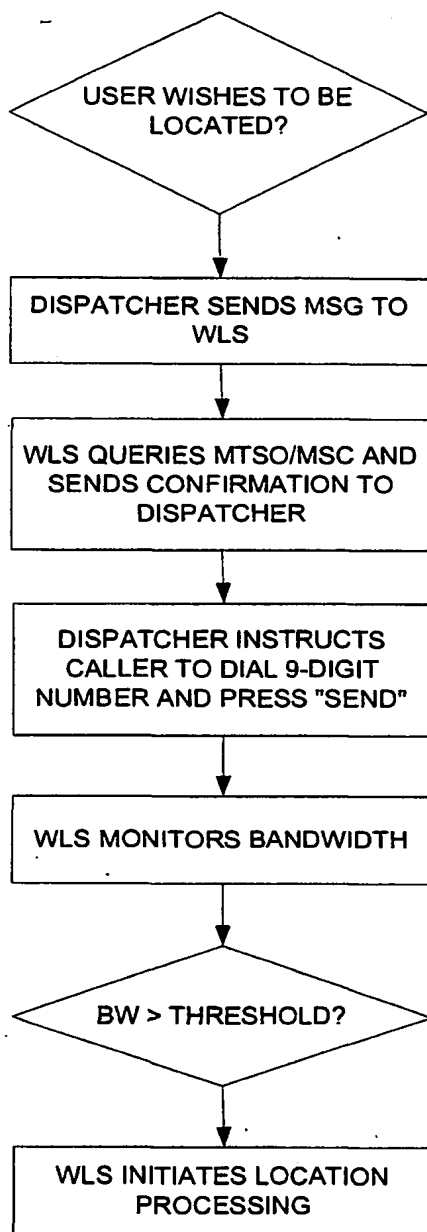 USER WISHES TO BE
LOCATED?
DISPATCHER SENDS MSG TO
WLS
WLS QUERIES MTSO/MSC AND
SENDS CONFIRMATION TO
DISPATCHER
DISPATCHER INSTRUCTS
CALLER TO DIAL 9-DIGIT
NUMBER AND PRESS "SEND"
WLS MONITORS BANDWIDTH
BW > THRESHOLD?
WLS INITIATES LOCATION
PROCESSING